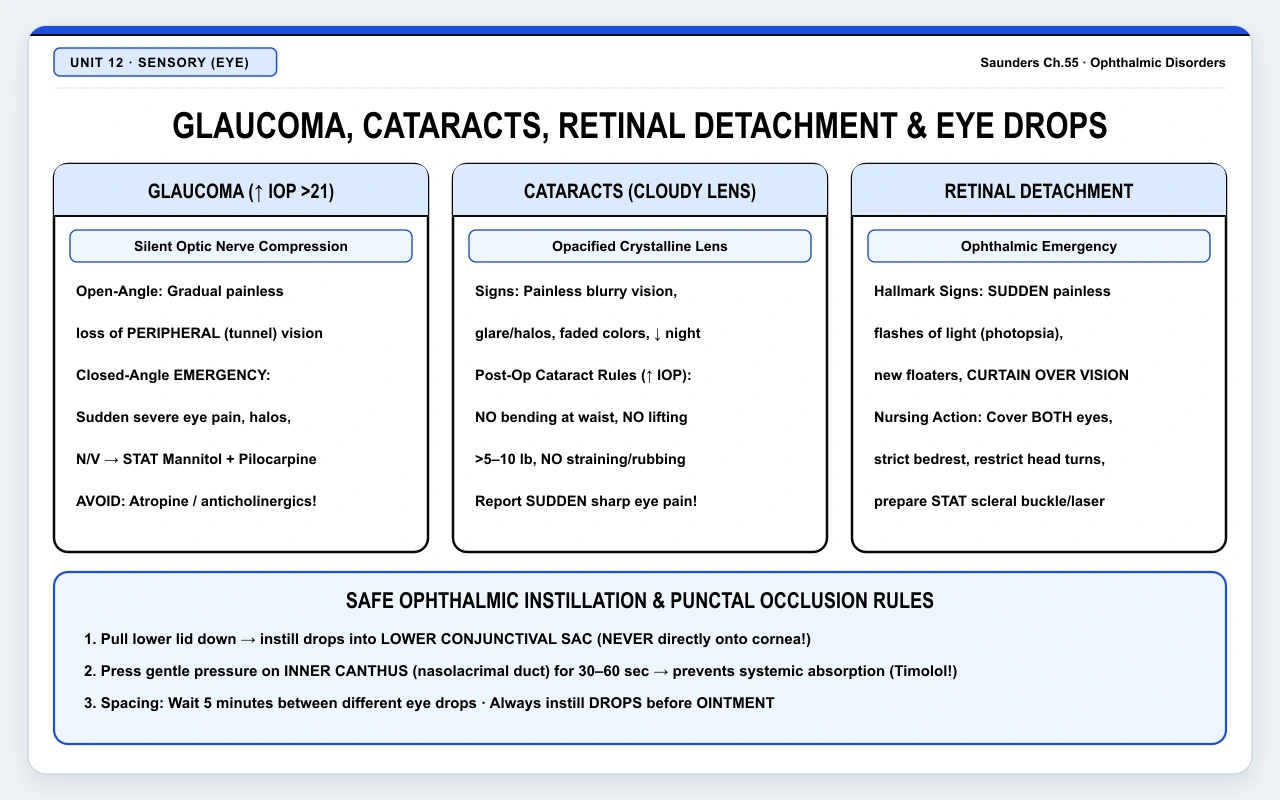 UNIT 12 · SENSORY (EYE)
Saunders Ch.55 · Ophthalmic Disorders
GLAUCOMA, CATARACTS, RETINAL DETACHMENT & EYE DROPS
GLAUCOMA (↑ IOP >21)
Silent Optic Nerve Compression
Open-Angle: Gradual painless
loss of PERIPHERAL (tunnel) vision
Closed-Angle EMERGENCY:
Sudden severe eye pain, halos,
N/V → STAT Mannitol + Pilocarpine
AVOID: Atropine / anticholinergics!
CATARACTS (CLOUDY LENS)
Opacified Crystalline Lens
Signs: Painless blurry vision,
glare/halos, faded colors, ↓ night
Post-Op Cataract Rules (↑ IOP):
NO bending at waist, NO lifting
>5–10 lb, NO straining/rubbing
Report SUDDEN sharp eye pain!
RETINAL DETACHMENT
Ophthalmic Emergency
Hallmark Signs: SUDDEN painless
flashes of light (photopsia),
new floaters, CURTAIN OVER VISION
Nursing Action: Cover BOTH eyes,
strict bedrest, restrict head turns,
prepare STAT scleral buckle/laser
SAFE OPHTHALMIC INSTILLATION & PUNCTAL OCCLUSION RULES
1. Pull lower lid down → instill drops into LOWER CONJUNCTIVAL SAC (NEVER directly onto cornea!)
2. Press gentle pressure on INNER CANTHUS (nasolacrimal duct) for 30–60 sec → prevents systemic absorption (Timolol!)
3. Spacing: Wait 5 minutes between different eye drops · Always instill DROPS before OINTMENT